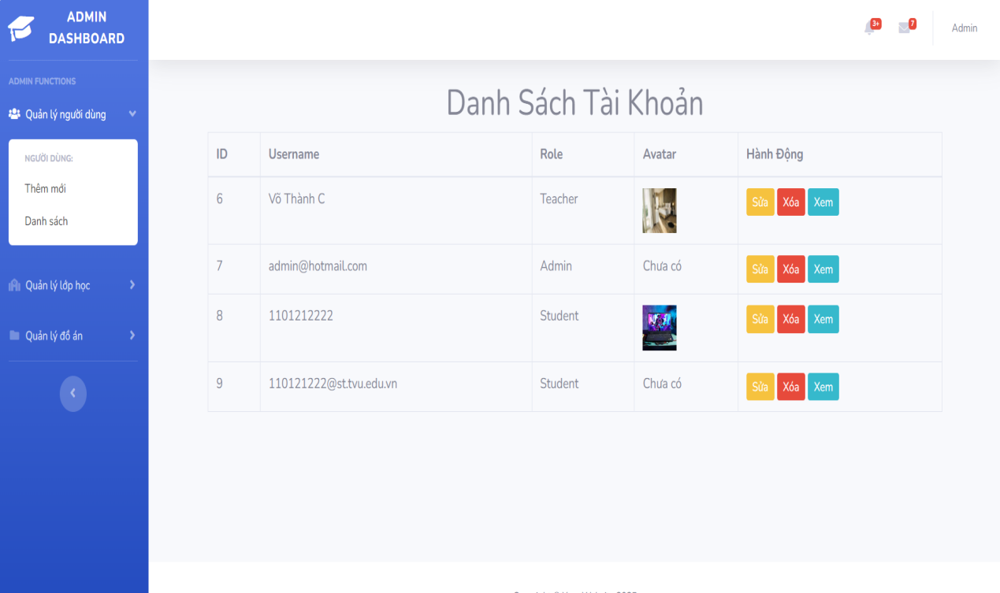 ADMIN
DASHBOARD
3+
7
Admin
ADMIN FUNCTIONS
Quản lý người dùng
NGƯỜI DÙNG:
Thêm mới
Danh sách
Quản lý lớp học
Quản lý đồ án
Danh Sách Tài Khoản
ID Username Role Avatar Hành Động
6 Võ Thành C Teacher Sửa Xóa Xem
7 admin@hotmail.com Admin Chưa có Sửa Xóa Xem
8 1101212222 Student Sửa Xóa Xem
9 110121222@st.tvu.edu.vn Student Chưa có Sửa Xóa Xem